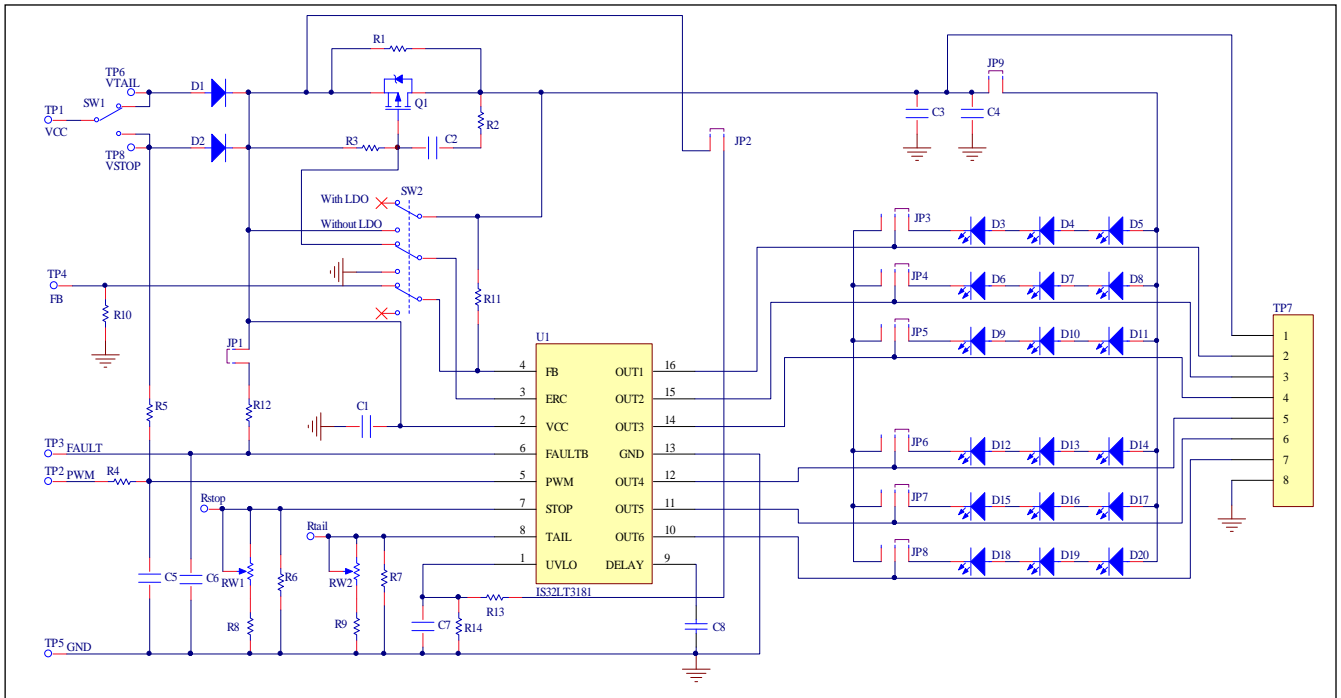 R1
JP9
TP6
VTAIL
D1
SW1
TP1
VCC
Q1
R2
C3
C4
D2
R3
C2
TP8
VSTOP
JP2
With LDO
SW2
Without LDO
JP3
D3
D4
D5
TP4
FB
JP4
D6
D7
D8
R11
R10
TP7
JP5
D9
D10
D11
JP1
U1
1
2
3
4
5
6
7
8
4
FB
OUT1
16
3
ERC
OUT2
15
R5
R12
C1
2
VCC
OUT3
14
TP3
FAULT
6
FAULTB
GND
13
JP6
D12
D13
D14
TP2
PWM
R4
5
PWM
OUT4
12
Rstop
7
STOP
OUT5
11
JP7
D15
D16
D17
Rtail
8
TAIL
OUT6
10
JP8
D18
D19
D20
1
UVLO
DELAY
9
C5
C6
RW1
R6
RW2
R7
IS32LT3181
R13
R8
R9
C7
R14
C8
TP5
GND